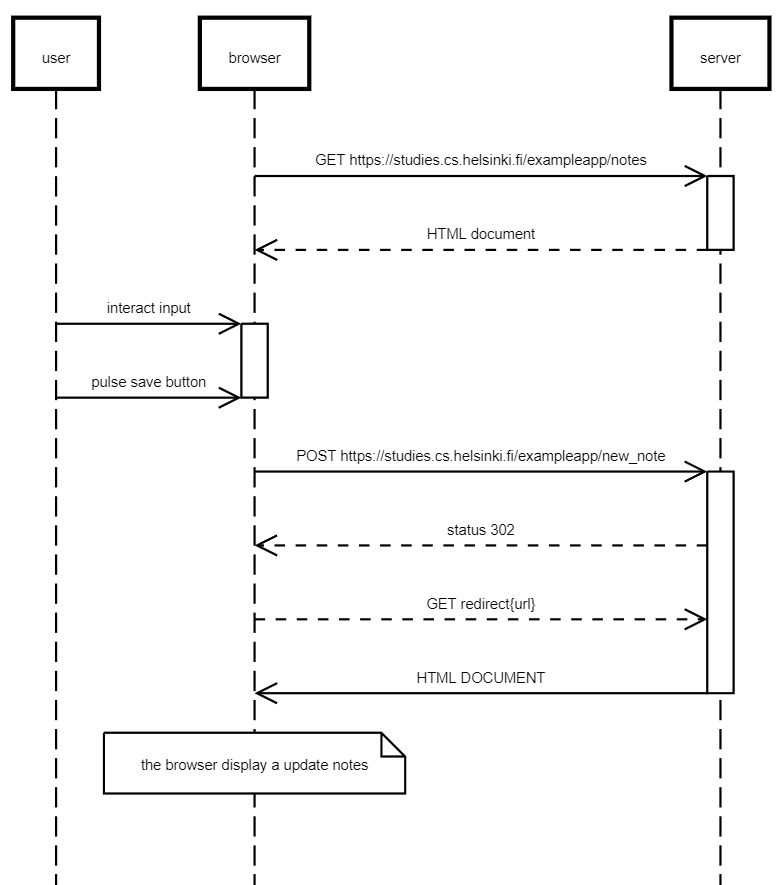 user
browser
server
GET https://studies.cs.helsinki.fi/exampleapp/notes
HTML document
interact input
pulse save button
POST https://studies.cs.helsinki.fi/exampleapp/new_note
status 302
GET redirect{url}
HTML DOCUMENT
the browser display a update notes